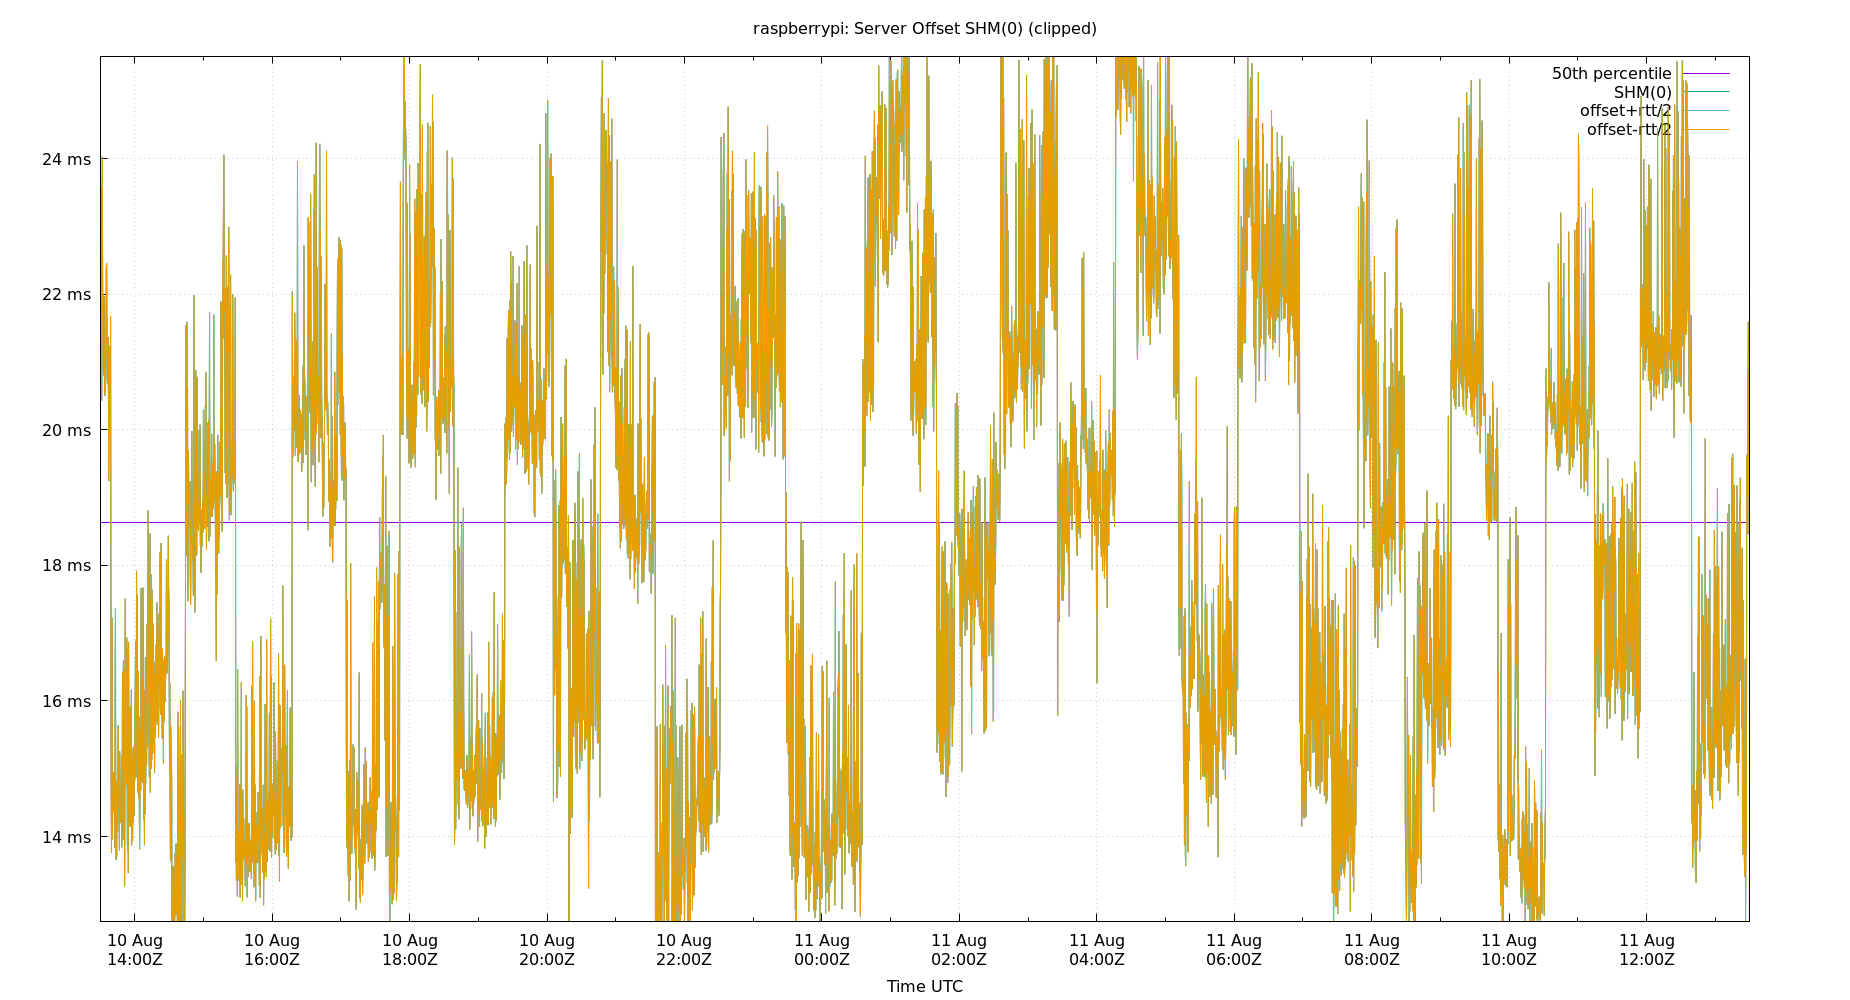 raspberrypi: Server Offset SHM(0) (clipped)
50th percentile
SHM(0)
offset+rtt/2
offset-rtt/2
24 ms
22 ms
20 ms
18 ms
16 ms
14 ms
10 Aug 10 Aug 10 Aug 10 Aug 10 Aug 11 Aug 11 Aug 11 Aug 11 Aug 11 Aug 11 Aug 11 Aug
14:00Z 16:00Z 18:00Z 20:00Z 22:00Z 00:00Z 02:00Z 04:00Z 06:00Z 08:00Z 10:00Z 12:00Z
Time UTC